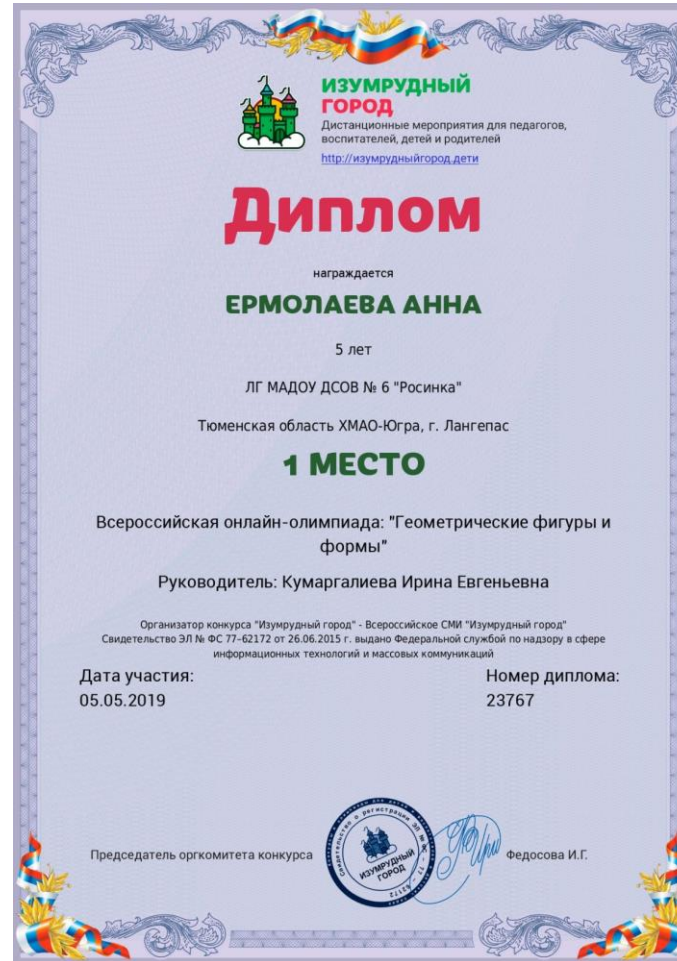 ИЗУМРУДНЫЙ
ГОРОД
Дистанционные мероприятия для педагогов,
воспитателей, детей и родителей
http://изумрудныйгород.дети
Диплом
награждается
ЕРМОЛАЕВА АННА
5 лет
ЛГ МАДОУ ДСОВ № 6 "Росинка"
Тюменская область ХМАО-Югра, г. Лангепас
1 МЕСТО
Всероссийская онлайн-олимпиада: "Геометрические фигуры и
формы"
Руководитель: Кумаргалиева Ирина Евгеньевна
Организатор конкурса "Изумрудный город" - Всероссийское СМИ "Изумрудный город"
Свидетельство ЭЛ № ФС 77-62172 от 26.06.2015 г. выдано Федеральной службой по надзору в сфере
информационных технологий и массовых коммуникаций
Дата участия:
05.05.2019
Номер диплома:
23767
Председатель оргкомитета конкурса
ИЗУМРУДНЫЙ
ГОРОД
Федосова И.Г.